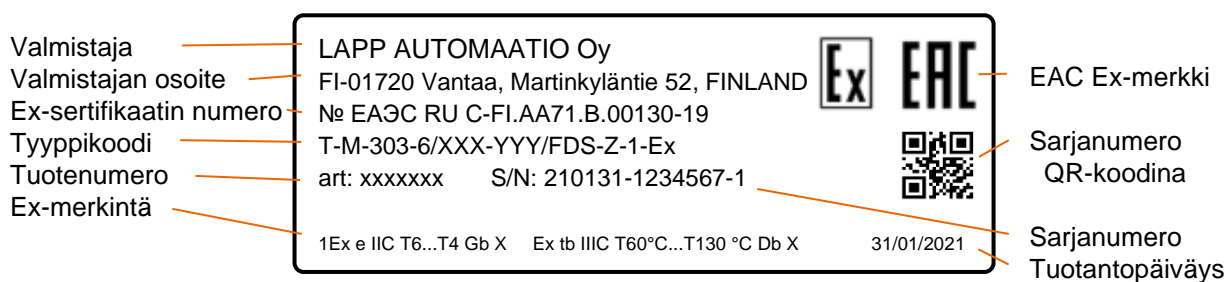 Valmistaja
Valmistajan osoite
Ex-sertifikaatin numero
Tyyppikoodi
Tuotenumero
Ex-merkintä
LAPP AUTOMAATIO Oy
FI-01720 Vantaa, Martinkyläntie 52, FINLAND
№ ЕАЭС RU C-FI.AA71.B.00130-19
T-M-303-6/XXX-YYY/FDS-Z-1-Ex
art: xxxxxxx S/N: 210131-1234567-1
1Ex e IIC T6...T4 Gb X Ex tb IIIC T60°C...T130 °C Db X 31/01/2021
Ex EAC
EAC Ex-merkki
Sarjanumero
QR-koodina
Sarjanumero
Tuotantopäiväys